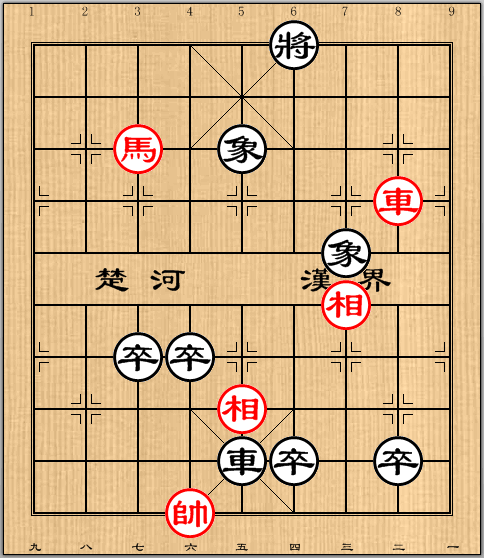 1 2 3 4 5 6 7 8 9
將
馬 象
車
象
楚河 漢界
相
卒 卒
相
車 卒 卒
帥
九 八 七 六 五 四 三 二 一